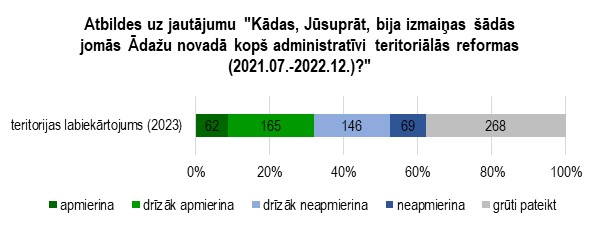 Atbildes uz jautājumu "Kādas, Jūsuprāt, bija izmaiņas šādās
jomās Ādažu novadā kopš administratīvi teritoriālās reformas
(2021.07.-2022.12.)?"
teritorijas labiekārtojums (2023)
62 165 146 69 268
0% 20% 40% 60% 80% 100%
apmierina drīzāk apmierina drīzāk neapmierina neapmierina grūti pateikt